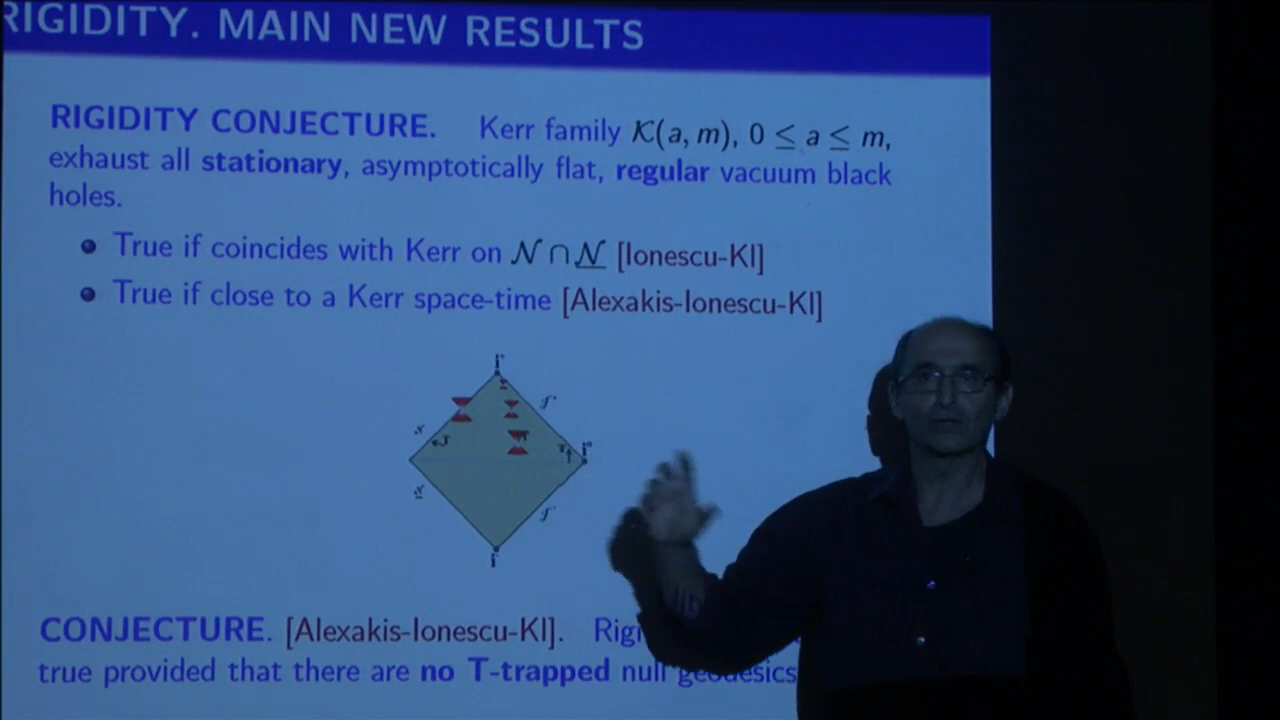 RIGIDITY. MAIN NEW RESULTS
RIGIDITY CONJECTURE. Kerr family 𝒦(a, m), 0 ≤ a ≤ m,
exhaust all stationary, asymptotically flat, regular vacuum black
holes.
True if coincides with Kerr on 𝒩 ∩ 𝒩̲ [Ionescu-Kl]
True if close to a Kerr space-time [Alexakis-Ionescu-Kl]
CONJECTURE. [Alexakis-Ionescu-Kl].
true provided that there are no T-trapped null geodesics